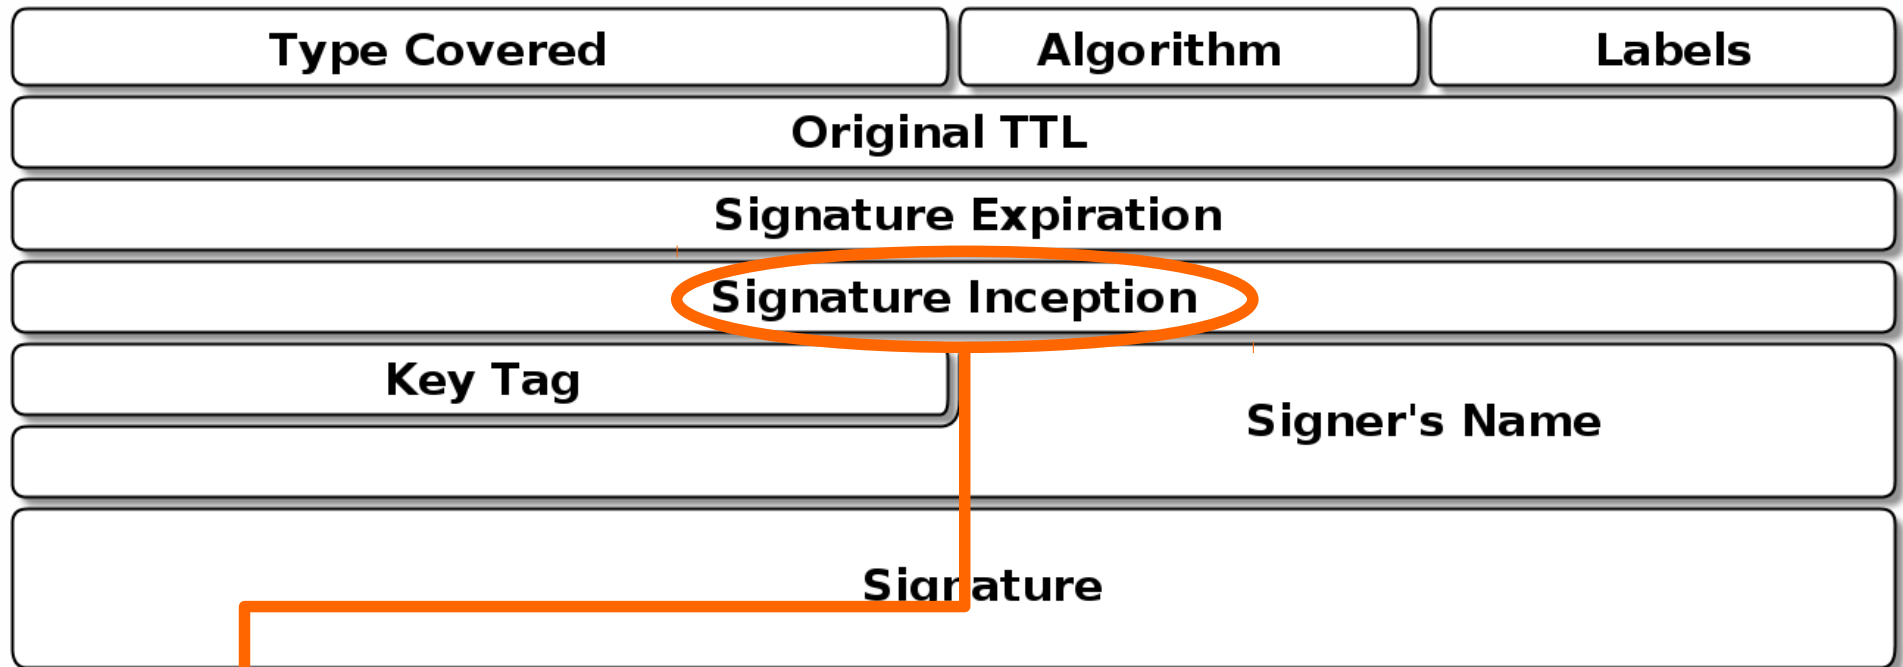 Type Covered Algorithm Labels
Original TTL
Signature Expiration
Signature Inception
Key Tag
Signer's Name
Signature